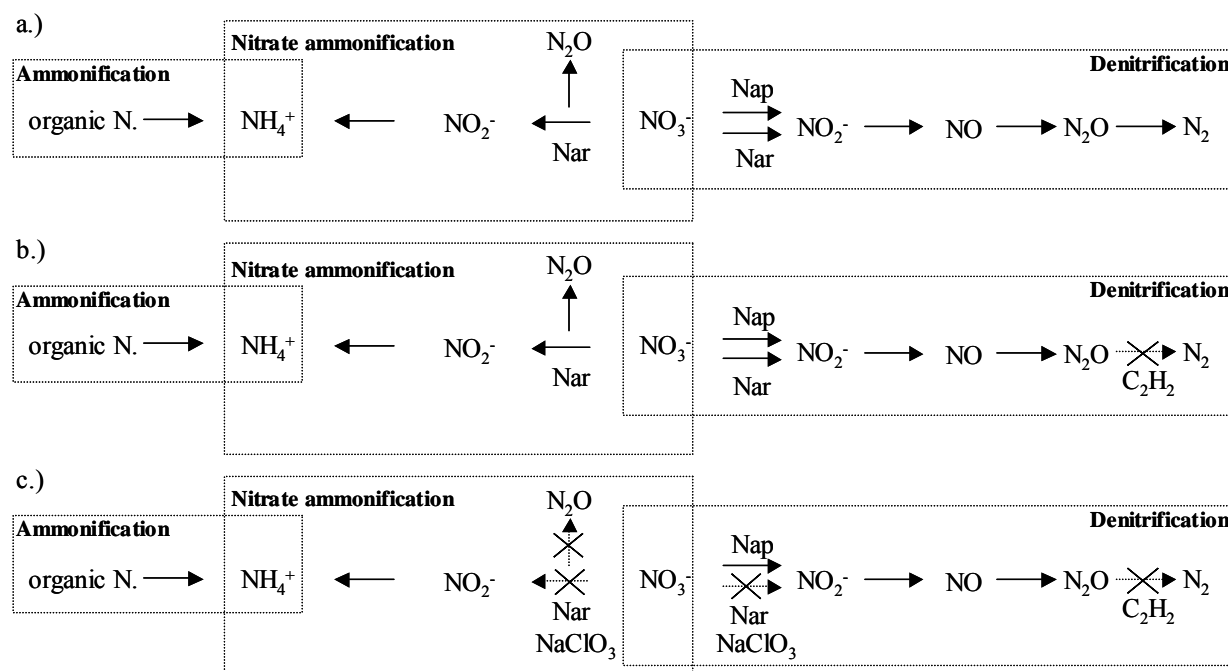 a.)
Nitrate ammonification
N₂O
Denitrification
Ammonification
organic N.
NH₄⁺
NO₂⁻
Nar
NO₃⁻
Nap
Nar
NO₂⁻
NO
N₂O
N₂
b.)
Nitrate ammonification
N₂O
Denitrification
Ammonification
organic N.
NH₄⁺
NO₂⁻
Nar
NO₃⁻
Nap
Nar
NO₂⁻
NO
N₂O
C₂H₂
N₂
c.)
Nitrate ammonification
N₂O
Denitrification
Ammonification
organic N.
NH₄⁺
NO₂⁻
Nar
NaClO₃
NO₃⁻
Nap
Nar
NaClO₃
NO₂⁻
NO
N₂O
C₂H₂
N₂